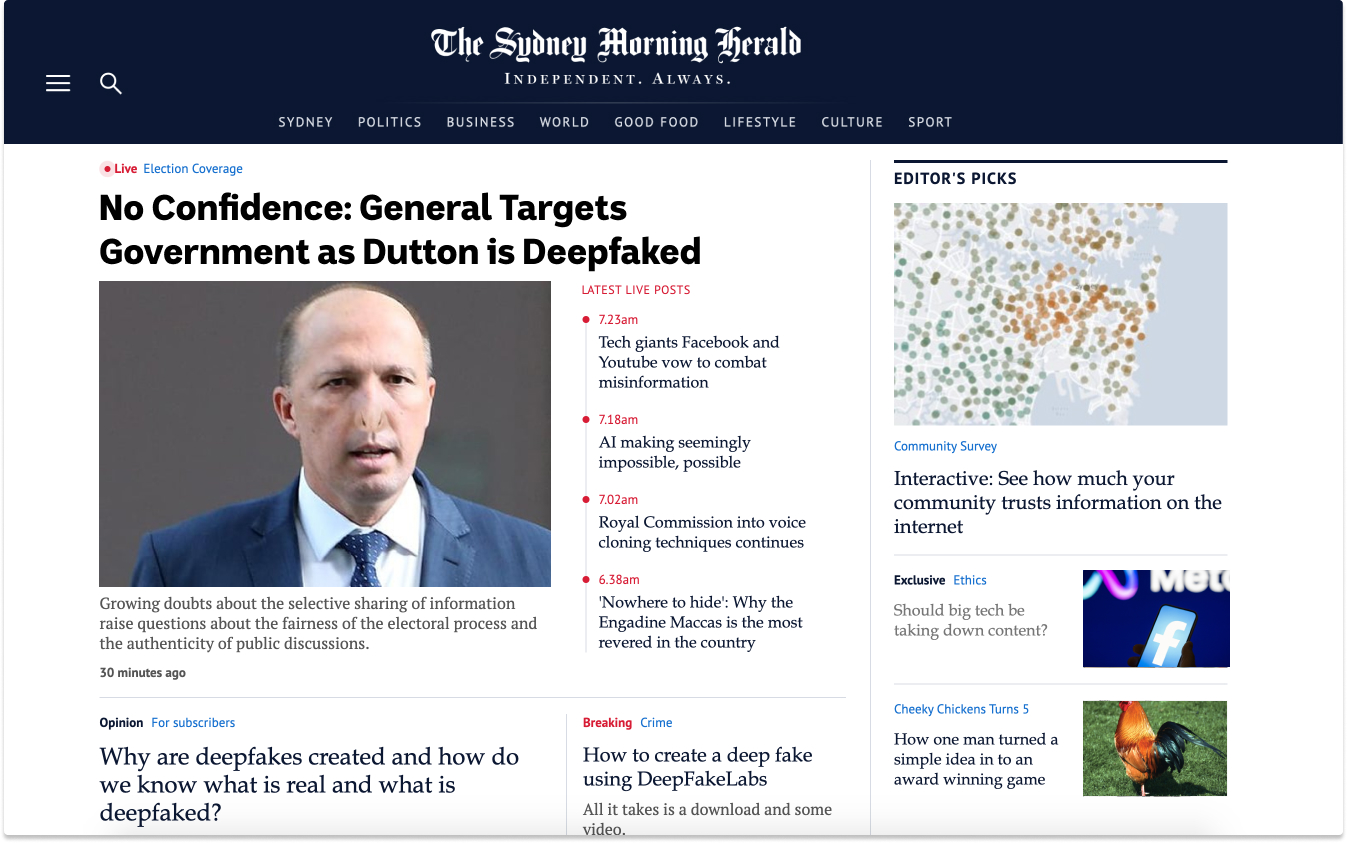 The Sydney Morning Herald
INDEPENDENT. ALWAYS.
SYDNEY POLITICS BUSINESS WORLD GOOD FOOD LIFESTYLE CULTURE SPORT
Live Election Coverage
No Confidence: General Targets
Government as Dutton is Deepfaked
Growing doubts about the selective sharing of information
raise questions about the fairness of the electoral process and
the authenticity of public discussions.
30 minutes ago
LATEST LIVE POSTS
7.23am
Tech giants Facebook and
Youtube vow to combat
misinformation
7.18am
AI making seemingly
impossible, possible
7.02am
Royal Commission into voice
cloning techniques continues
6.38am
'Nowhere to hide': Why the
Engadine Maccas is the most
revered in the country
Opinion For subscribers
Why are deepfakes created and how do
we know what is real and what is
deepfaked?
Breaking Crime
How to create a deep fake
using DeepFakeLabs
All it takes is a download and some
video.
EDITOR'S PICKS
Community Survey
Interactive: See how much your
community trusts information on the
internet
Exclusive Ethics
Should big tech be
taking down content?
Meta
f
Cheeky Chickens Turns 5
How one man turned a
simple idea in to an
award winning game